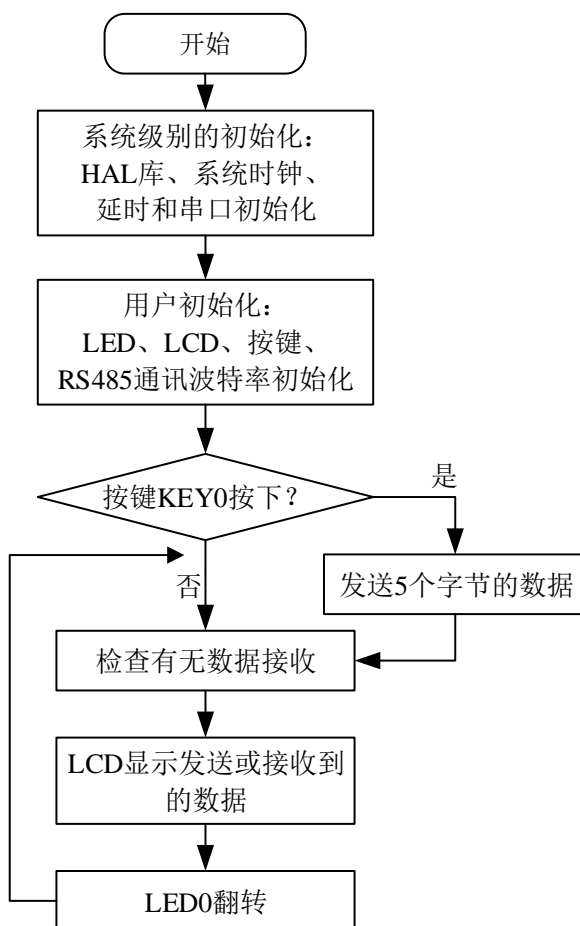 开始
系统级别的初始化：
HAL库、系统时钟、
延时和串口初始化
用户初始化：
LED、LCD、按键、
RS485通讯波特率初始化
按键KEY0按下？
是
否
发送5个字节的数据
检查有无数据接收
LCD显示发送或接收到
的数据
LED0翻转